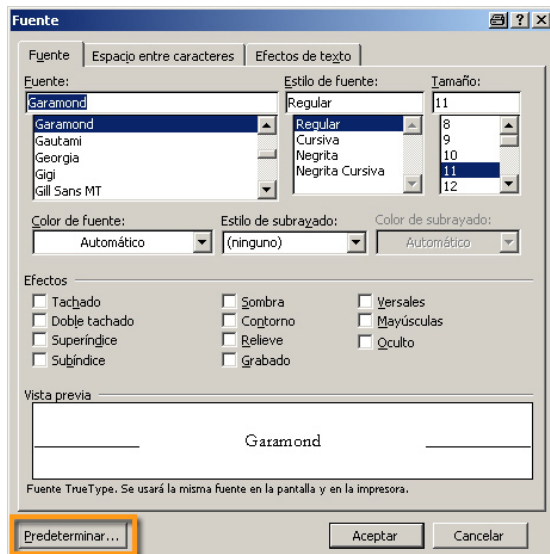 Fuente
Fuente Espacio entre caracteres Efectos de texto
Fuente: Estilo de fuente: Tamaño:
Garamond Regular 11
Garamond Regular 8
Gautami Cursiva 9
Georgia Negrita 10
Gigi Negrita Cursiva 11
Gill Sans MT 12
Color de fuente: Estilo de subrayado: Color de subrayado:
Automático (ninguno) Automático
Efectos
Tachado Sombra Versales
Doble tachado Contorno Mayúsculas
Superíndice Relieve Oculto
Subíndice Grabado
Vista previa
Garamond
Fuente TrueType. Se usará la misma fuente en la pantalla y en la impresora.
Predeterminar... Aceptar Cancelar